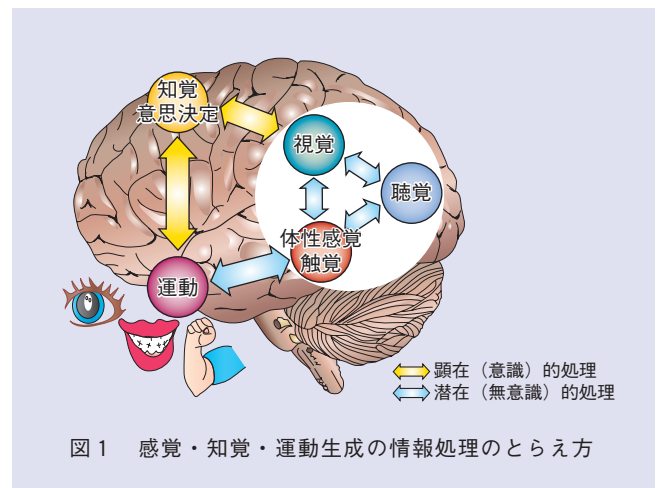 知覚
意思決定
視覚
聴覚
体性感覚
触覚
運動
顕在（意識）的処理
潜在（無意識）的処理
図1　感覚・知覚・運動生成の情報処理のとらえ方